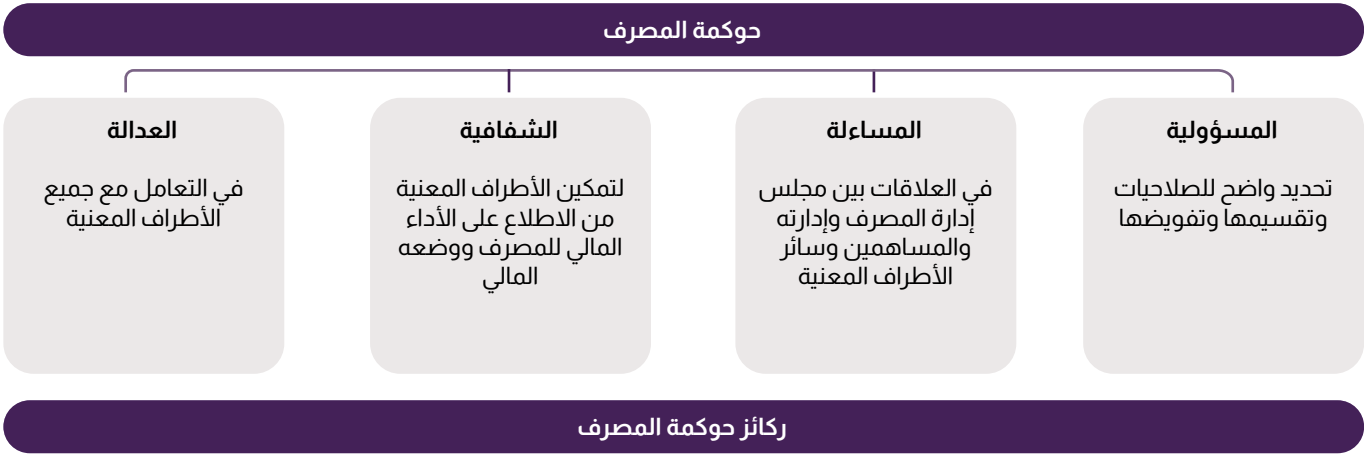 حوكمة المصرف
المسؤولية
تحديد واضح للصلاحيات
وتقسيمها وتفويضها
المساءلة
في العلاقات بين مجلس
إدارة المصرف وإدارته
والمساهمين وسائر
الأطراف المعنية
الشفافية
لتمكين الأطراف المعنية
من الاطلاع على الأداء
المالي للمصرف ووضعه
المالي
العدالة
في التعامل مع جميع
الأطراف المعنية
ركائز حوكمة المصرف